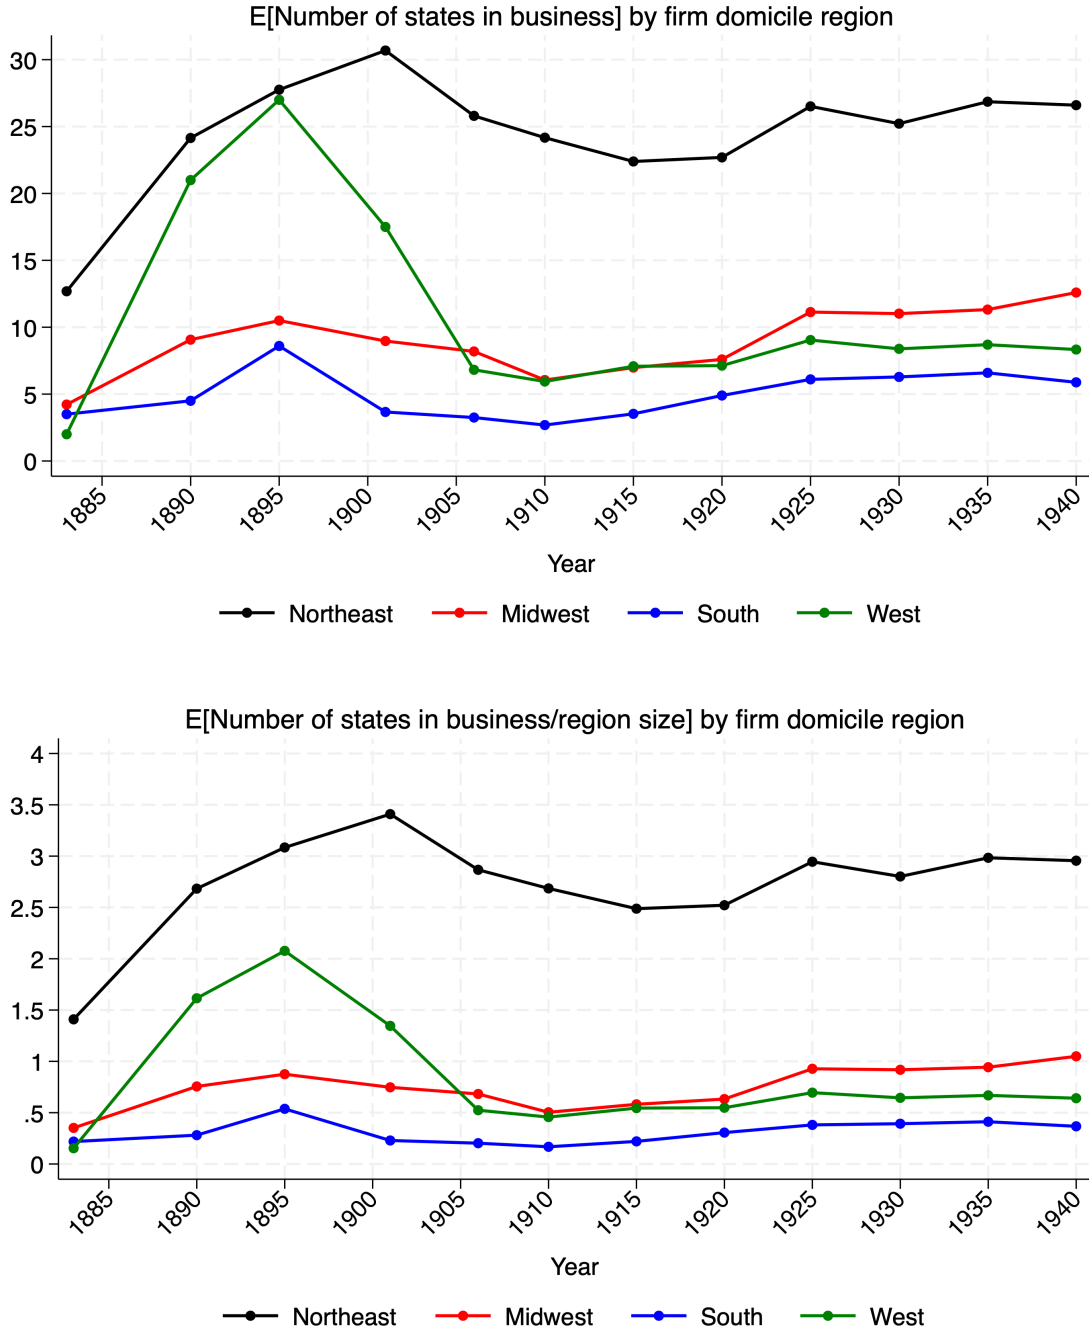 E[Number of states in business] by firm domicile region
30
25
20
15
10
5
0
1885 1890 1895 1900 1905 1910 1915 1920 1925 1930 1935 1940
Year
Northeast Midwest South West
E[Number of states in business/region size] by firm domicile region
4
3.5
3
2.5
2
1.5
1
.5
0
1885 1890 1895 1900 1905 1910 1915 1920 1925 1930 1935 1940
Year
Northeast Midwest South West